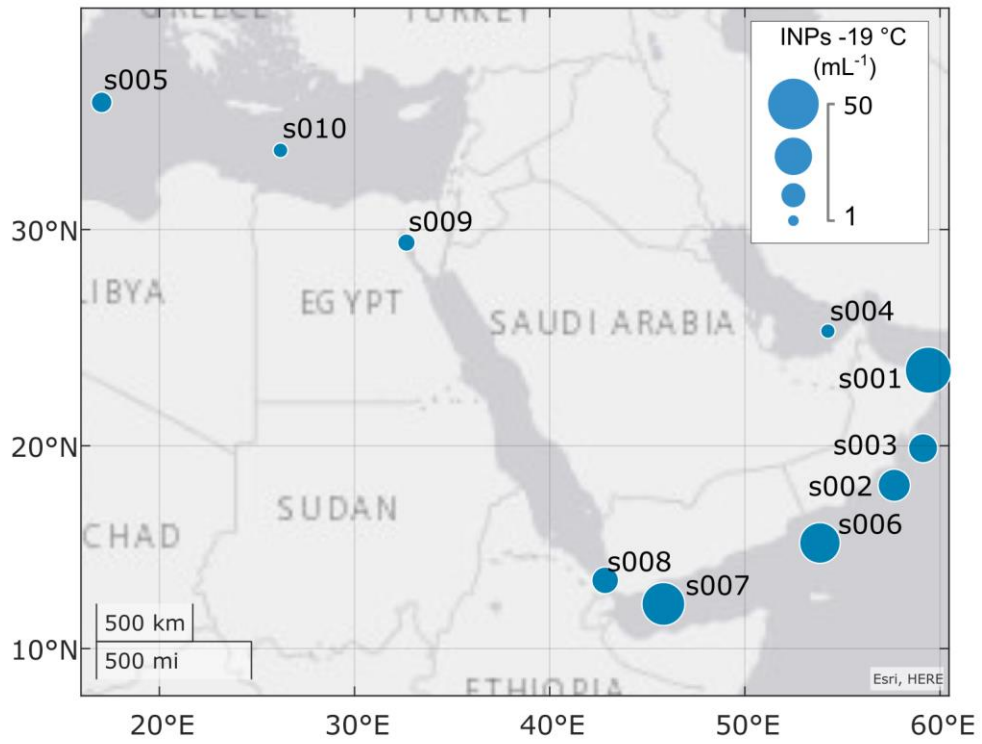 GREECE
TURKEY
INPs -19 °C
(mL-1)
50
1
s005
s010
s009
30°N
LIBYA
EGYPT
SAUDI ARABIA
s004
s001
20°N
s003
s002
s006
SUDAN
CHAD
s008
s007
500 km
500 mi
10°N
ETHIOPIA
Esri, HERE
20°E
30°E
40°E
50°E
60°E